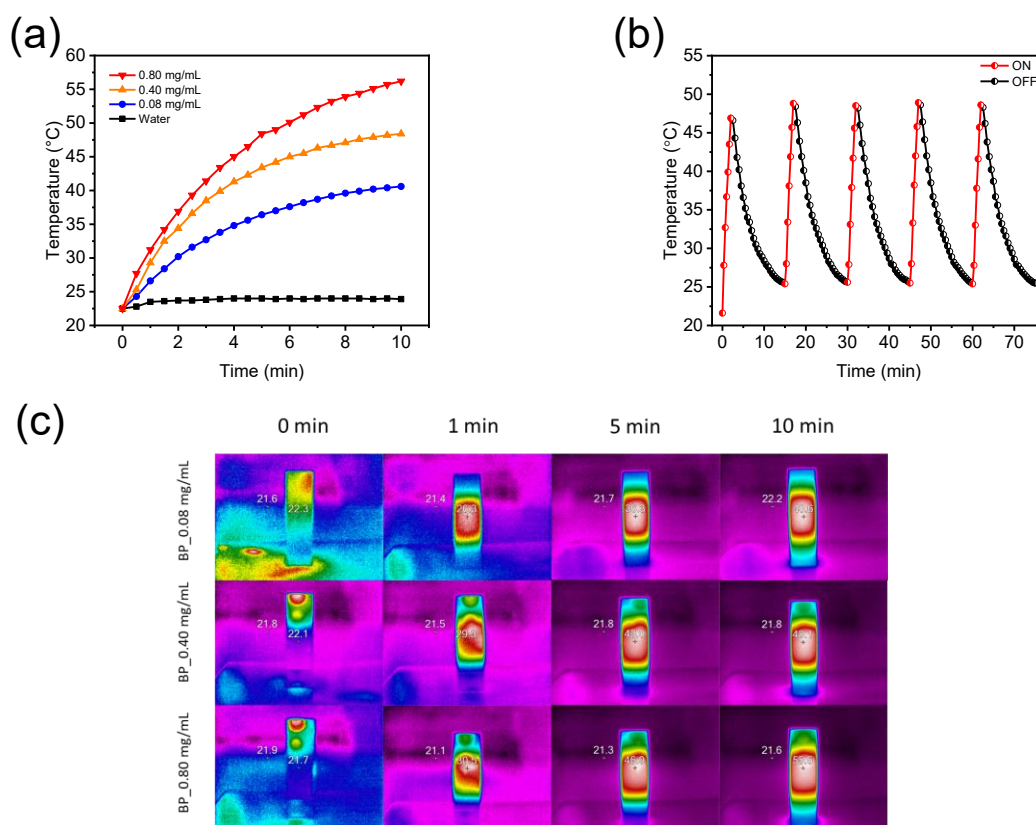 (a)
60
55
50
45
40
35
30
25
20
Temperature (°C)
0.80 mg/mL
0.40 mg/mL
0.08 mg/mL
Water
0 2 4 6 8 10
Time (min)
(b)
55
50
45
40
35
30
25
20
Temperature (°C)
ON
OFF
0 10 20 30 40 50 60 70
Time (min)
(c)
0 min 1 min 5 min 10 min
BP_0.08 mg/mL
21.6 22.3 21.4 21.7 22.2
BP_0.40 mg/mL
21.8 22.1 21.5 21.8 21.8
BP_0.80 mg/mL
21.9 21.7 21.1 21.3 21.6